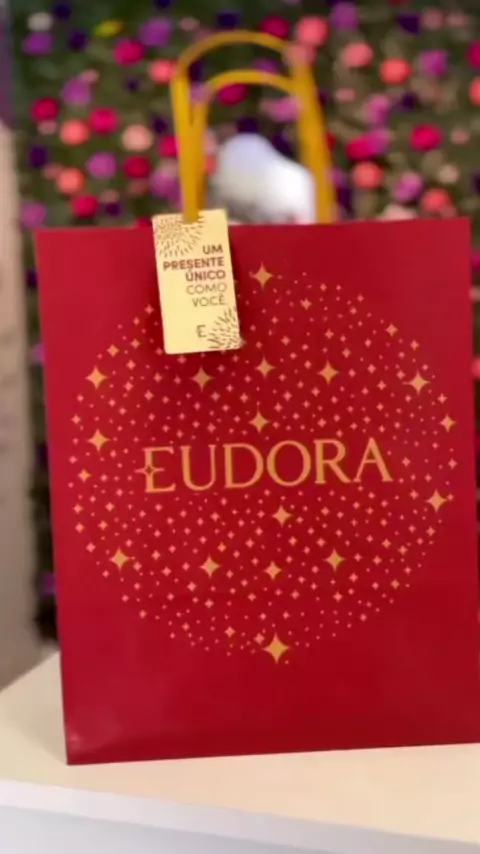 UM
PRESENTE
ÚNICO
COMO
VOCÊ.
E
EUDORA